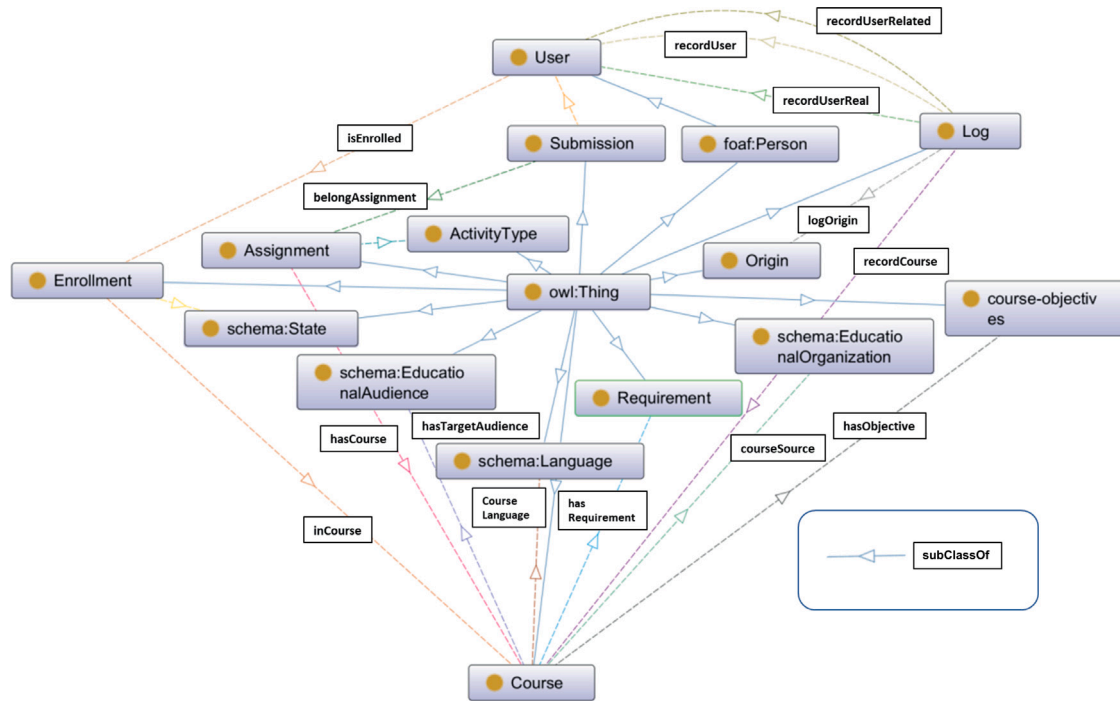 recordUserRelated
recordUser
User
recordUserReal
Log
isEnrolled
Submission
foaf:Person
belongAssignment
logOrigin
Assignment
ActivityType
Origin
recordCourse
Enrollment
owl:Thing
course-objectiv
es
schema:State
schema:Educatio
nalOrganization
schema:Educatio
nalAudience
Requirement
hasTargetAudience
hasObjective
hasCourse
courseSource
schema:Language
Course
Language
has
Requirement
inCourse
subClassOf
Course